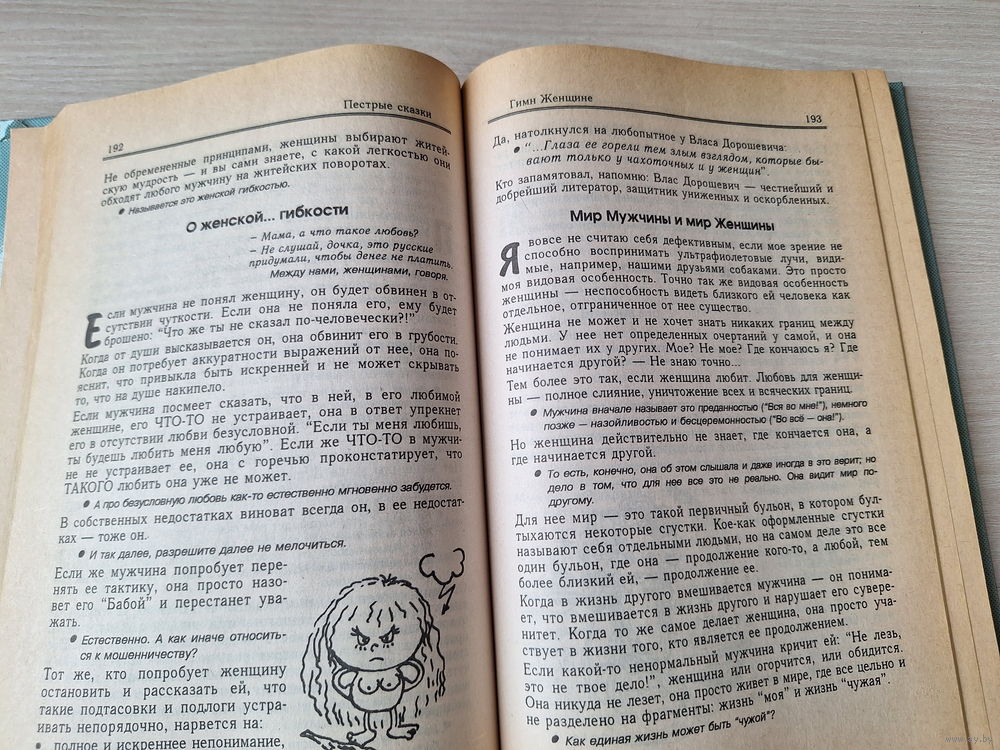 192
Пестрые сказки
Не обремененные принципами, женщины выбирают житей-
скую мудрость — и вы сами знаете, с какой легкостью они
обходят любого мужчину на житейских поворотах.
● Называется это женской гибкостью.
О женской... гибкости
– Мама, а что такое любовь?
– Не слушай, дочка, это русские
придумали, чтобы денег не платить.
Между нами, женщинами, говоря.
Если мужчина не понял женщину, он будет обвинен в от-
сутствии чуткости. Если она не поняла его, ему будет
брошено: “Что же ты не сказал по-человечески?!”
Когда от души высказывается он, она обвинит его в грубости.
Когда он потребует аккуратности выражений от нее, она по-
яснит, что привыкла быть искренней и не может скрывать
то, что на душе накипело.
Если мужчина посмеет сказать, что в ней, в его любимой
женщине, его ЧТО-ТО не устраивает, она в ответ упрекнет
его в отсутствии любви безусловной. “Если ты меня любишь,
ты будешь любить меня любую”. Если же ЧТО-ТО в мужчи-
не не устраивает ее, она с горечью проконстатирует, что
ТАКОГО любить она уже не может.
● А про безусловную любовь как-то естественно мгновенно забудется.
В собственных недостатках виноват всегда он, в ее недостат-
ках — тоже он.
● И так далее, разрешите далее не мелочиться.
Если же мужчина попробует пере-
нять ее тактику, она просто назо-
вет его “Бабой” и перестанет ува-
жать.
● Естественно. А как иначе относить-
ся к мошенничеству?
Тот же, кто попробует женщину
остановить и рассказать ей, что
такие подтасовки и подлоги устра-
ивать непорядочно, нарвется на:
● полное и искреннее непонимание,
Гимн Женщине
193
Да, натолкнулся на любопытное у Власа Дорошевича:
● “...Глаза ее горели тем злым взглядом, которые бы-
вают только у чахоточных и у женщин”.
Кто запамятовал, напомню: Влас Дорошевич — честнейший и
добрейший литератор, защитник униженных и оскорбленных.
Мир Мужчины и мир Женщины
Я вовсе не считаю себя дефективным, если мое зрение не
способно воспринимать ультрафиолетовые лучи, види-
мые, например, нашими друзьями собаками. Это просто
моя видовая особенность. Точно так же видовая особенность
женщины — неспособность видеть близкого ей человека как
отдельное, отграниченное от нее существо.
Женщина не может и не хочет знать никаких границ между
людьми. У нее нет определенных очертаний у самой, и она
не понимает их у других. Мое? Не мое? Где кончаюсь я? Где
начинается другой? — Не знаю точно...
Тем более это так, если женщина любит. Любовь для женщи-
ны — полное слияние, уничтожение всех и всяческих границ.
● Мужчина вначале называет это преданностью (“Вся во мне!”), немного
позже — назойливостью и бесцеремонностью (“Во всё — она!”).
Но женщина действительно не знает, где кончается она, а
где начинается другой.
● То есть, конечно, она об этом слышала и даже иногда в это верит; но
дело в том, что для нее все это не реально. Она видит мир по-
другому.
Для нее мир — это такой первичный бульон, в котором бул-
тыхаются некоторые сгустки. Кое-как оформленные сгустки
называют себя отдельными людьми, но на самом деле это все
один бульон, где она — продолжение кого-то, а любой, тем
более близкий ей, — продолжение ее.
Когда в жизнь другого вмешивается мужчина — он понима-
ет, что вмешивается в жизнь другого и нарушает его сувере-
нитет. Когда то же самое делает женщина, она просто уча-
ствует в жизни того, кто является ее продолжением.
Если какой-то ненормальный мужчина кричит ей: “Не лезь,
это не твое дело!”, женщина или огорчится, или обидится.
Она никуда не лезет, она просто живет в мире, где все цельно и
не разделено на фрагменты: жизнь “моя” и жизнь “чужая”.
● Как единая жизнь может быть “чужой”?
www.ay.by